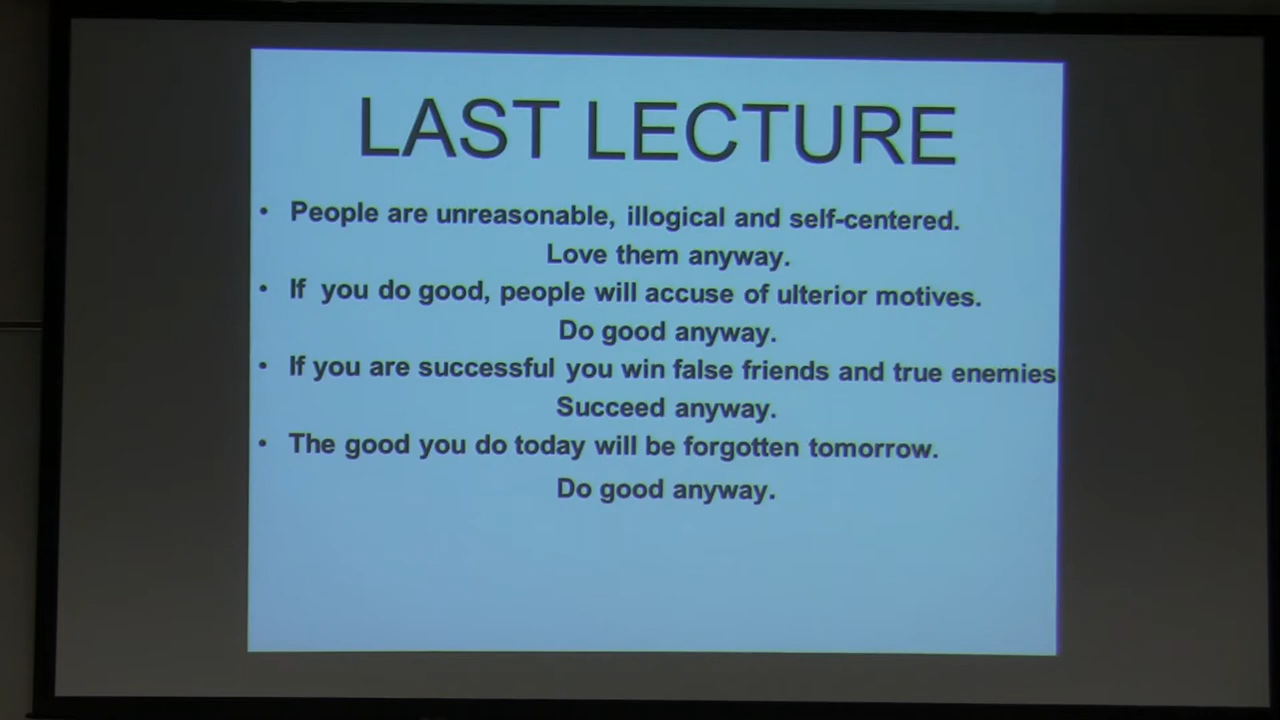 LAST LECTURE
• People are unreasonable, illogical and self-centered.
Love them anyway.
• If you do good, people will accuse of ulterior motives.
Do good anyway.
• If you are successful you win false friends and true enemies
Succeed anyway.
• The good you do today will be forgotten tomorrow.
Do good anyway.